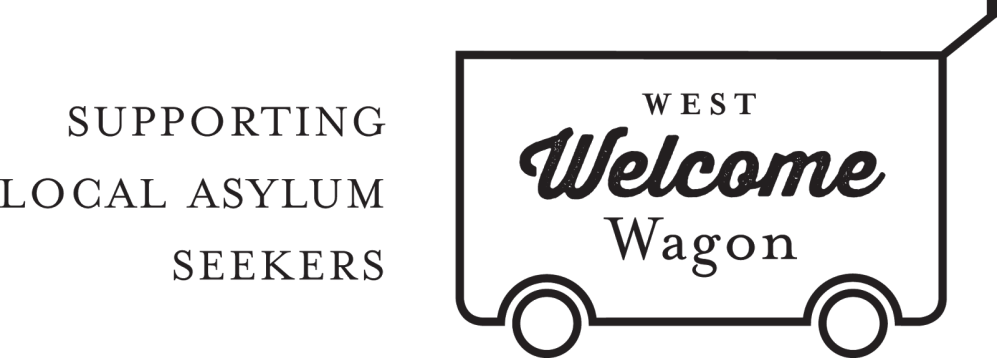 SUPPORTING
LOCAL ASYLUM
SEEKERS
WEST
Welcome
Wagon